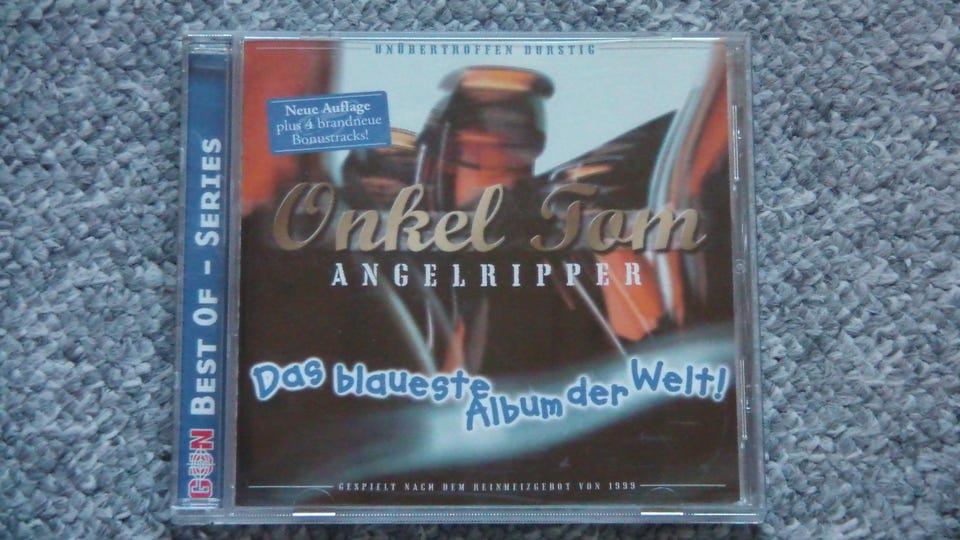 UNÜBERTROFFEN DURSTIG
Neue Auflage
plus 4 brandneue
Bonustracks!
Onkel Tom
ANGELRIPPER
Das blaueste
Album der Welt!
GESPIELT NACH DEM REINHEIZGEBOT VON 1999
GUN BEST OF - SERIES